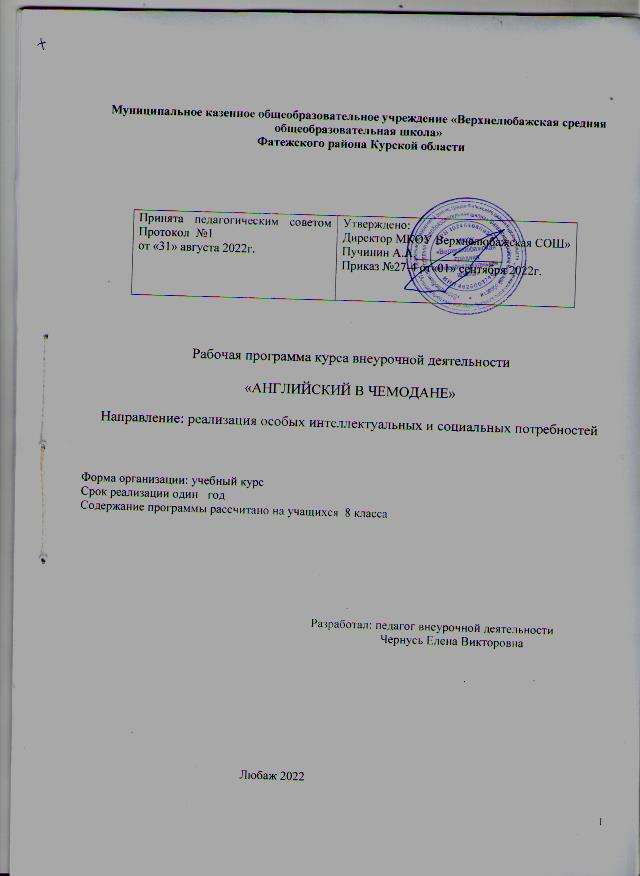 Муниципальное казенное общеобразовательное учреждение «Верхнелюбажская средняя
общеобразовательная школа»
Фатежского района Курской области
Принята педагогическим советом
Протокол №1
от «31» августа 2022г.
Утверждено:
Директор МКОУ Верхнелюбажская СОШ»
Пучинин А.А.
Приказ №27-4 от«01» сентября 2022г.
Рабочая программа курса внеурочной деятельности
«АНГЛИЙСКИЙ В ЧЕМОДАНЕ»
Направление: реализация особых интеллектуальных и социальных потребностей
Форма организации: учебный курс
Срок реализации один год
Содержание программы рассчитано на учащихся 8 класса
Разработал: педагог внеурочной деятельности
Чернусь Елена Викторовна
Любаж 2022
1